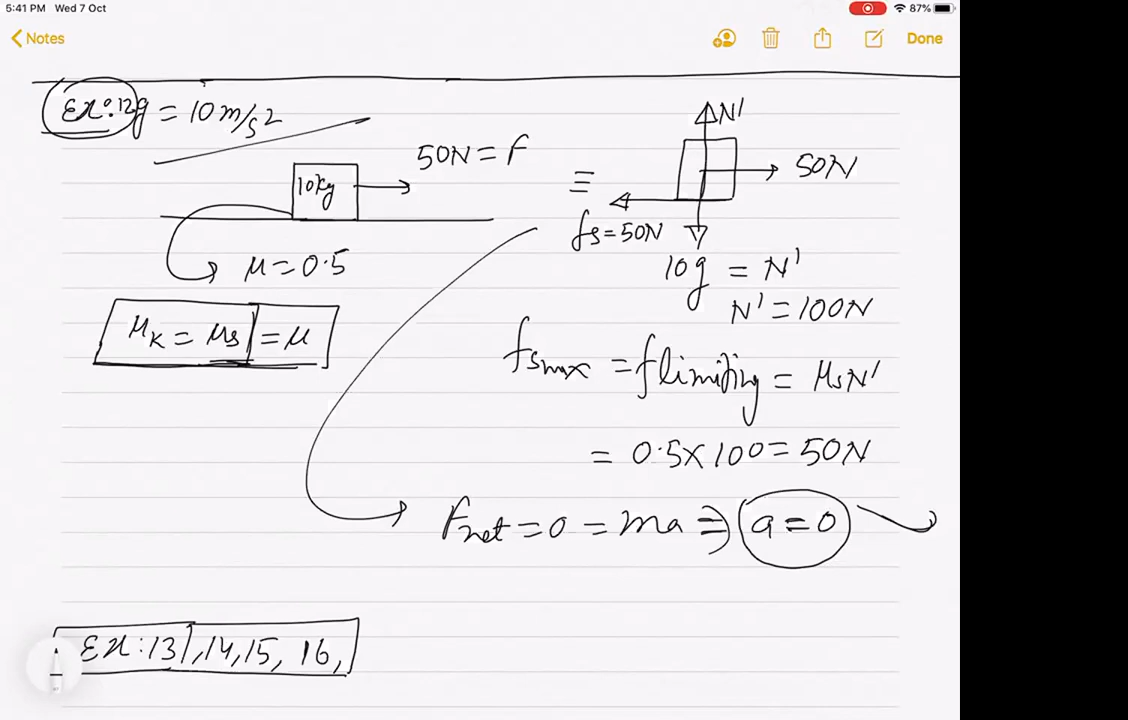 5:41 PM Wed 7 Oct
87%
Notes
Done
Ex:12 g = 10 m/s2
10kg
50N = F
μ = 0.5
μK = μs = μ
≡
N'
50N
fs = 50N
10g = N'
N' = 100N
fsmax = flimiting = μsN'
= 0.5 × 100 = 50N
Fnet = 0 = ma ⇒ a = 0
Ex:13, 14, 15, 16,